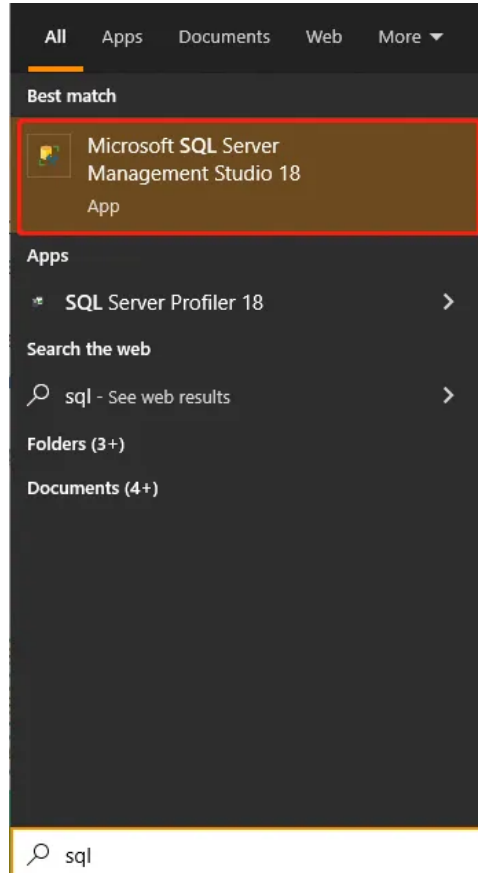 All Apps Documents Web More
Best match
Microsoft SQL Server
Management Studio 18
App
Apps
SQL Server Profiler 18
Search the web
sql - See web results
Folders (3+)
Documents (4+)
sql